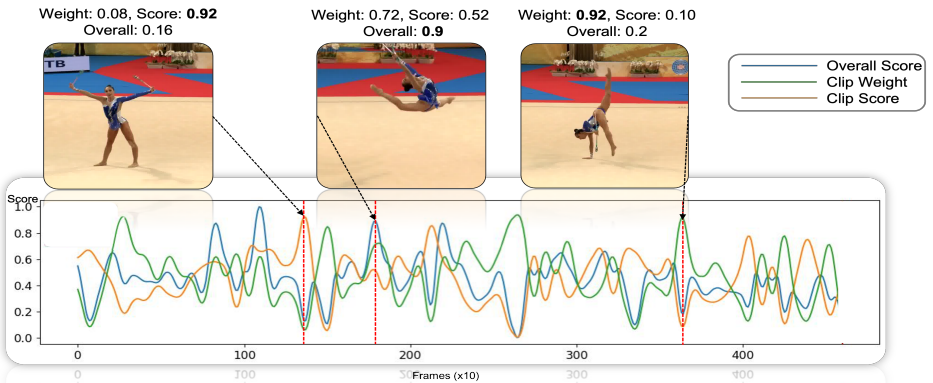 Weight: 0.08, Score: 0.92
Overall: 0.16
Weight: 0.72, Score: 0.52
Overall: 0.9
Weight: 0.92, Score: 0.10
Overall: 0.2
TB
Overall Score
Clip Weight
Clip Score
Score
1.0
0.8
0.6
0.4
0.2
0.0
0 100 200 300 400
Frames (x10)